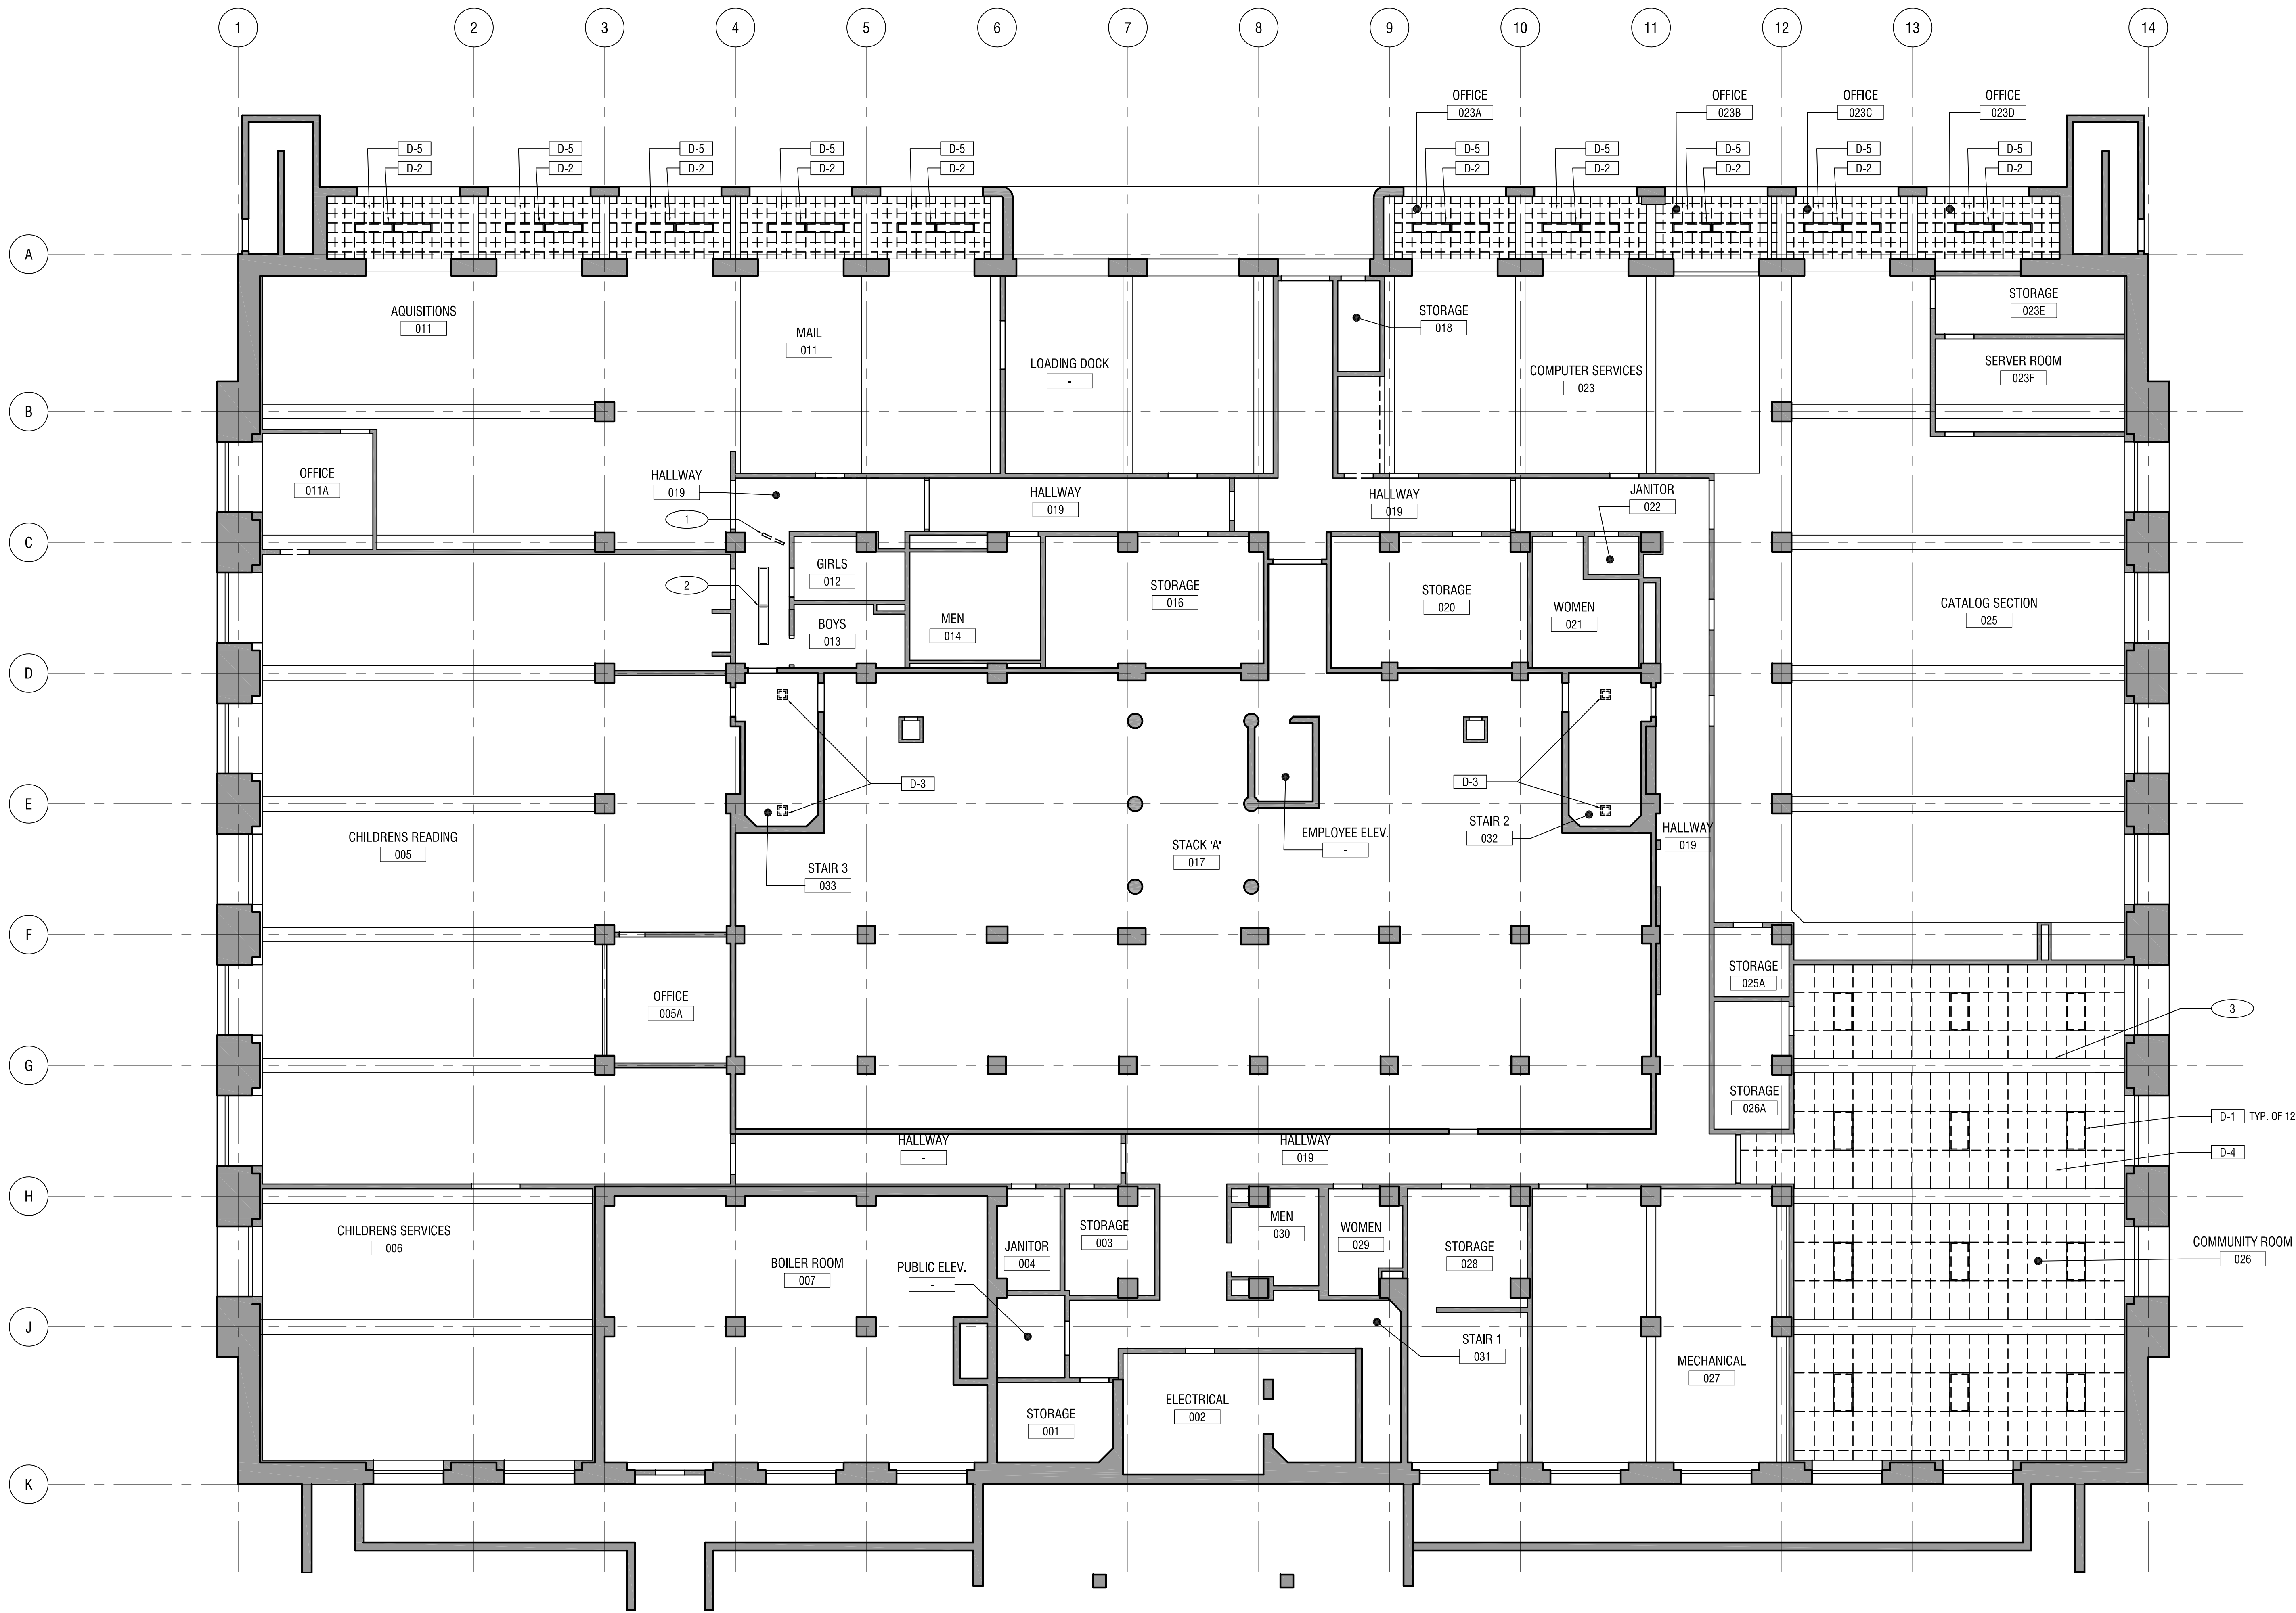 1 2 3 4 5 6 7 8 9 10 11 12 13 14
OFFICE OFFICE OFFICE OFFICE
023A 023B 023C 023D
D-5 D-5 D-5 D-5 D-5 D-5 D-5 D-5 D-5 D-5
D-2 D-2 D-2 D-2 D-2 D-2 D-2 D-2 D-2 D-2
A
STORAGE
023E
AQUISITIONS
011
STORAGE
018
MAIL
011
LOADING DOCK
-
SERVER ROOM
023F
COMPUTER SERVICES
023
B
OFFICE
011A
HALLWAY
019
HALLWAY
019
HALLWAY
019
JANITOR
022
1
C
GIRLS
012
2
STORAGE
016
STORAGE
020
CATALOG SECTION
025
WOMEN
021
MEN
014
BOYS
013
D
D-3 D-3
E
STAIR 2
032
HALLWAY
019
EMPLOYEE ELEV.
-
CHILDRENS READING
005
STACK 'A'
017
STAIR 3
033
F
STORAGE
025A
OFFICE
005A
3
G
STORAGE
026A
D-1 TYP. OF 12
HALLWAY
-
HALLWAY
019
D-4
H
CHILDRENS SERVICES
006
STORAGE
003
MEN
030
WOMEN
029
COMMUNITY ROOM
026
JANITOR
004
STORAGE
028
BOILER ROOM
007
PUBLIC ELEV.
-
J
STAIR 1
031
MECHANICAL
027
STORAGE
001
ELECTRICAL
002
K